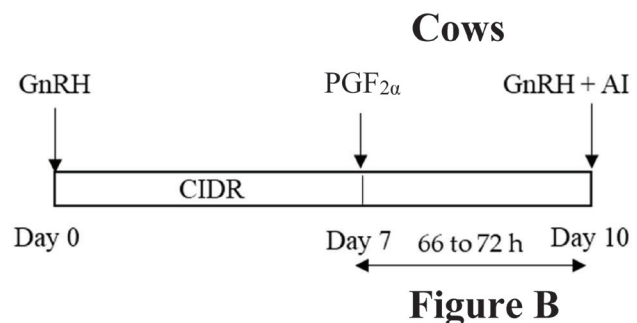 Cows
GnRH PGF2α GnRH + AI
CIDR
Day 0 Day 7 66 to 72 h Day 10
Figure B